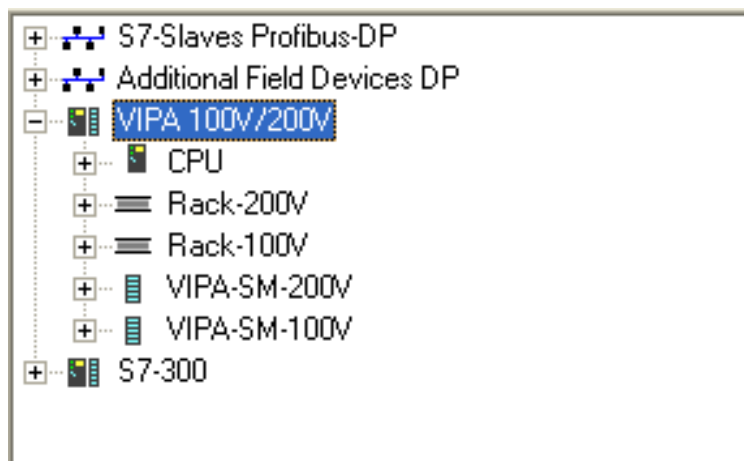 S7-Slaves Profibus-DP
Additional Field Devices DP
VIPA 100V/200V
CPU
Rack-200V
Rack-100V
VIPA-SM-200V
VIPA-SM-100V
S7-300